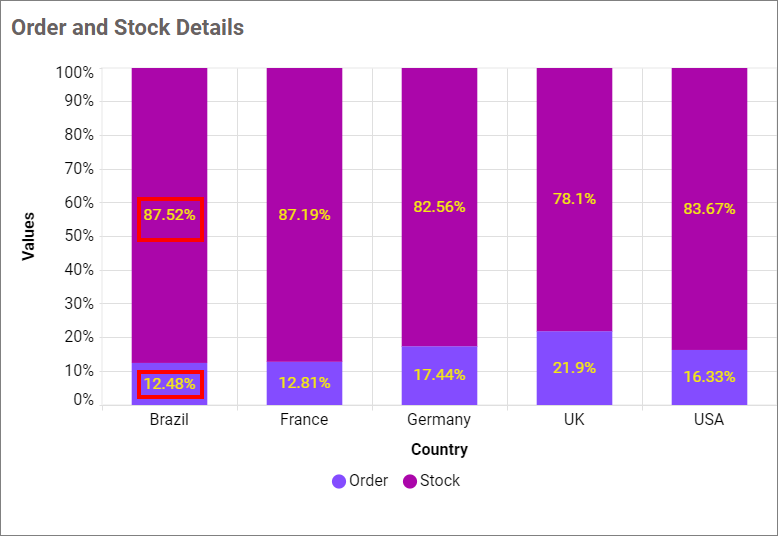 Order and Stock Details
100%
90%
80%
70%
60%
50%
40%
30%
20%
10%
0%
Values
87.52% 87.19% 82.56% 78.1% 83.67%
12.48% 12.81% 17.44% 21.9% 16.33%
Brazil France Germany UK USA
Country
Order Stock